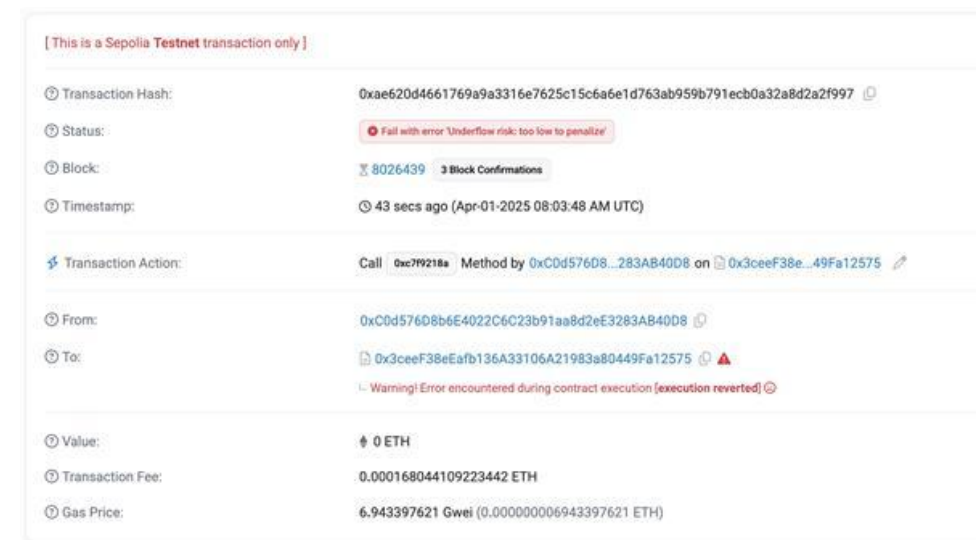 [ This is a Sepolia Testnet transaction only ]
Transaction Hash: 0xae620d4661769a9a3316e7625c15c6a6e1d763ab959b791ecb0a32a8d2a2f997
Status: Fail with error 'Underflow risk: too low to penalize'
Block: 8026439 3 Block Confirmations
Timestamp: 43 secs ago (Apr-01-2025 08:03:48 AM UTC)
Transaction Action: Call 0xc7f9218a Method by 0xC0d576D8...283AB40D8 on 0x3ceeF38e...49Fa12575
From: 0xC0d576D8b6E4022C6C23b91aa8d2eE3283AB40D8
To: 0x3ceeF38eEafb136A33106A21983a80449Fa12575
Warning! Error encountered during contract execution [execution reverted]
Value: 0 ETH
Transaction Fee: 0.000168044109223442 ETH
Gas Price: 6.943397621 Gwei (0.000000006943397621 ETH)